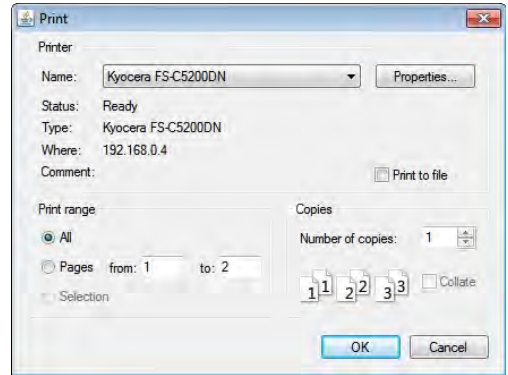 Print
Printer
Name: Kyocera FS-C5200DN Properties...
Status: Ready
Type: Kyocera FS-C5200DN
Where: 192.168.0.4
Comment: Print to file
Print range Copies
All Number of copies: 1
Pages from: 1 to: 2
1 1 2 2 3 3 Collate
Selection
OK Cancel